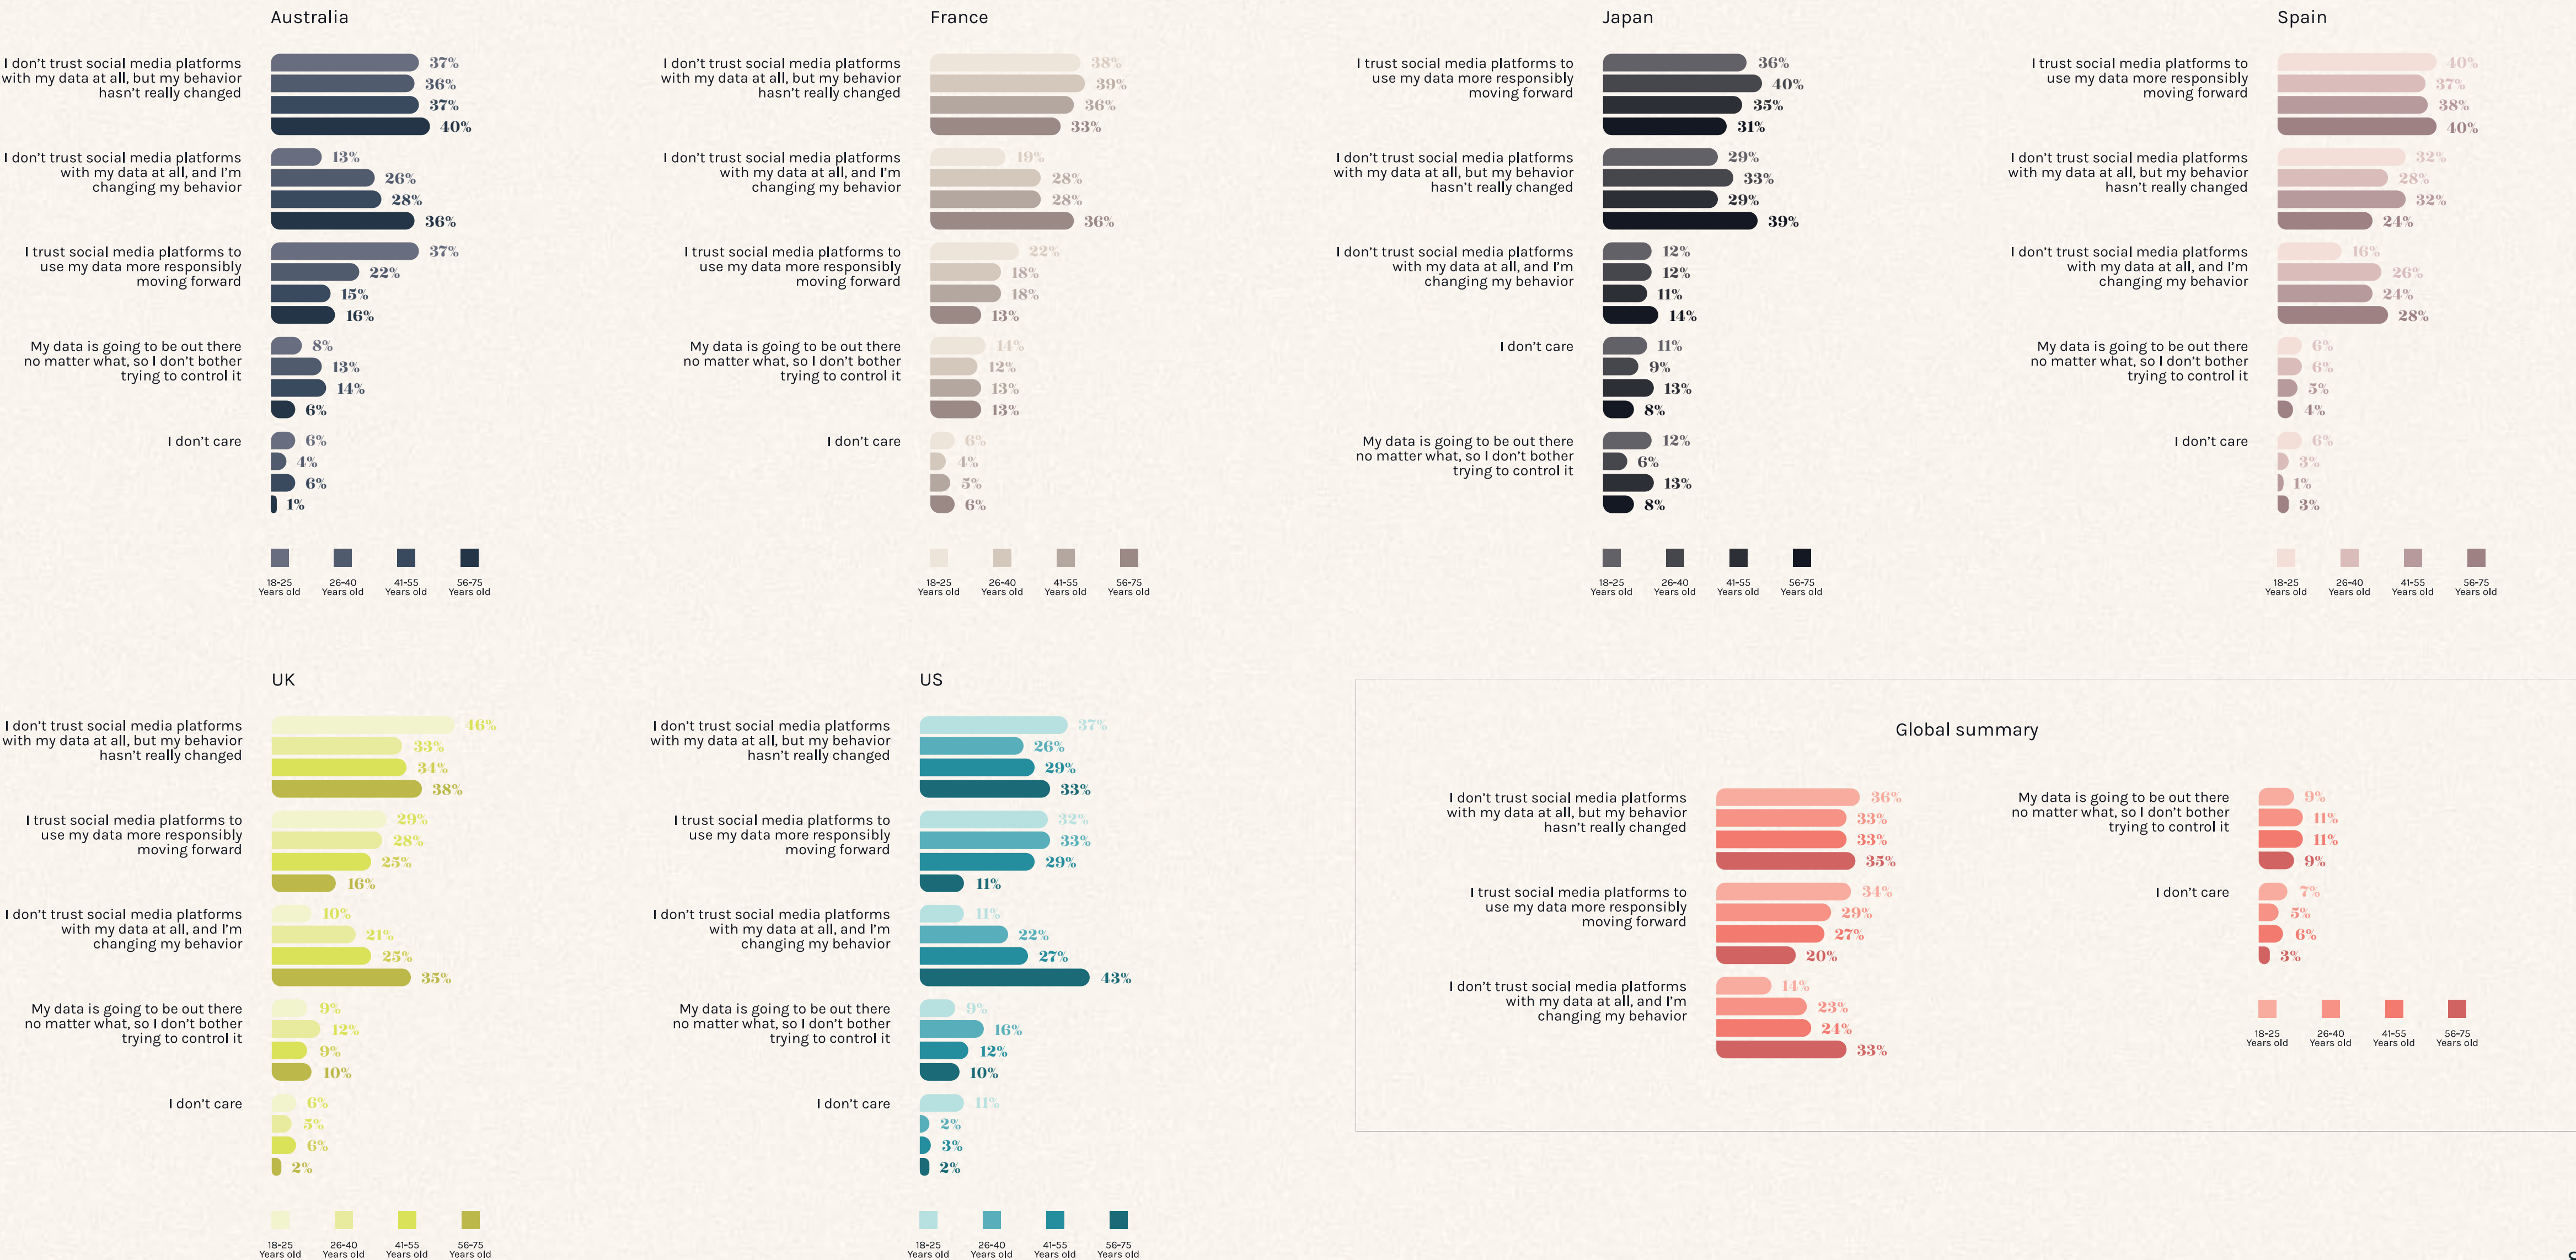 Australia
I don't trust social media platforms
with my data at all, but my behavior
hasn't really changed
37%
36%
37%
40%
I don't trust social media platforms
with my data at all, and I'm
changing my behavior
13%
26%
28%
36%
I trust social media platforms to
use my data more responsibly
moving forward
37%
22%
15%
16%
My data is going to be out there
no matter what, so I don't bother
trying to control it
8%
13%
14%
6%
I don't care
6%
4%
6%
1%
18-25
Years old
26-40
Years old
41-55
Years old
56-75
Years old
France
I don't trust social media platforms
with my data at all, but my behavior
hasn't really changed
38%
39%
36%
33%
I don't trust social media platforms
with my data at all, and I'm
changing my behavior
19%
28%
28%
36%
I trust social media platforms to
use my data more responsibly
moving forward
22%
18%
18%
13%
My data is going to be out there
no matter what, so I don't bother
trying to control it
14%
12%
13%
13%
I don't care
6%
4%
5%
6%
18-25
Years old
26-40
Years old
41-55
Years old
56-75
Years old
Japan
I trust social media platforms to
use my data more responsibly
moving forward
36%
40%
35%
31%
I don't trust social media platforms
with my data at all, but my behavior
hasn't really changed
29%
33%
29%
39%
I don't trust social media platforms
with my data at all, and I'm
changing my behavior
12%
12%
11%
14%
I don't care
11%
9%
13%
8%
My data is going to be out there
no matter what, so I don't bother
trying to control it
12%
6%
13%
8%
18-25
Years old
26-40
Years old
41-55
Years old
56-75
Years old
Spain
I trust social media platforms to
use my data more responsibly
moving forward
40%
37%
38%
40%
I don't trust social media platforms
with my data at all, but my behavior
hasn't really changed
32%
28%
32%
24%
I don't trust social media platforms
with my data at all, and I'm
changing my behavior
16%
26%
24%
28%
My data is going to be out there
no matter what, so I don't bother
trying to control it
6%
6%
5%
4%
I don't care
6%
3%
1%
3%
18-25
Years old
26-40
Years old
41-55
Years old
56-75
Years old
UK
I don't trust social media platforms
with my data at all, but my behavior
hasn't really changed
46%
33%
34%
38%
I trust social media platforms to
use my data more responsibly
moving forward
29%
28%
25%
16%
I don't trust social media platforms
with my data at all, and I'm
changing my behavior
10%
21%
25%
35%
My data is going to be out there
no matter what, so I don't bother
trying to control it
9%
12%
9%
10%
I don't care
6%
5%
6%
2%
18-25
Years old
26-40
Years old
41-55
Years old
56-75
Years old
US
I don't trust social media platforms
with my data at all, but my behavior
hasn't really changed
37%
26%
29%
33%
I trust social media platforms to
use my data more responsibly
moving forward
32%
33%
29%
11%
I don't trust social media platforms
with my data at all, and I'm
changing my behavior
11%
22%
27%
43%
My data is going to be out there
no matter what, so I don't bother
trying to control it
9%
16%
12%
10%
I don't care
11%
2%
3%
2%
18-25
Years old
26-40
Years old
41-55
Years old
56-75
Years old
Global summary
I don't trust social media platforms
with my data at all, but my behavior
hasn't really changed
36%
33%
33%
35%
I trust social media platforms to
use my data more responsibly
moving forward
34%
29%
27%
20%
I don't trust social media platforms
with my data at all, and I'm
changing my behavior
14%
23%
24%
33%
My data is going to be out there
no matter what, so I don't bother
trying to control it
9%
11%
11%
9%
I don't care
7%
5%
6%
3%
18-25
Years old
26-40
Years old
41-55
Years old
56-75
Years old